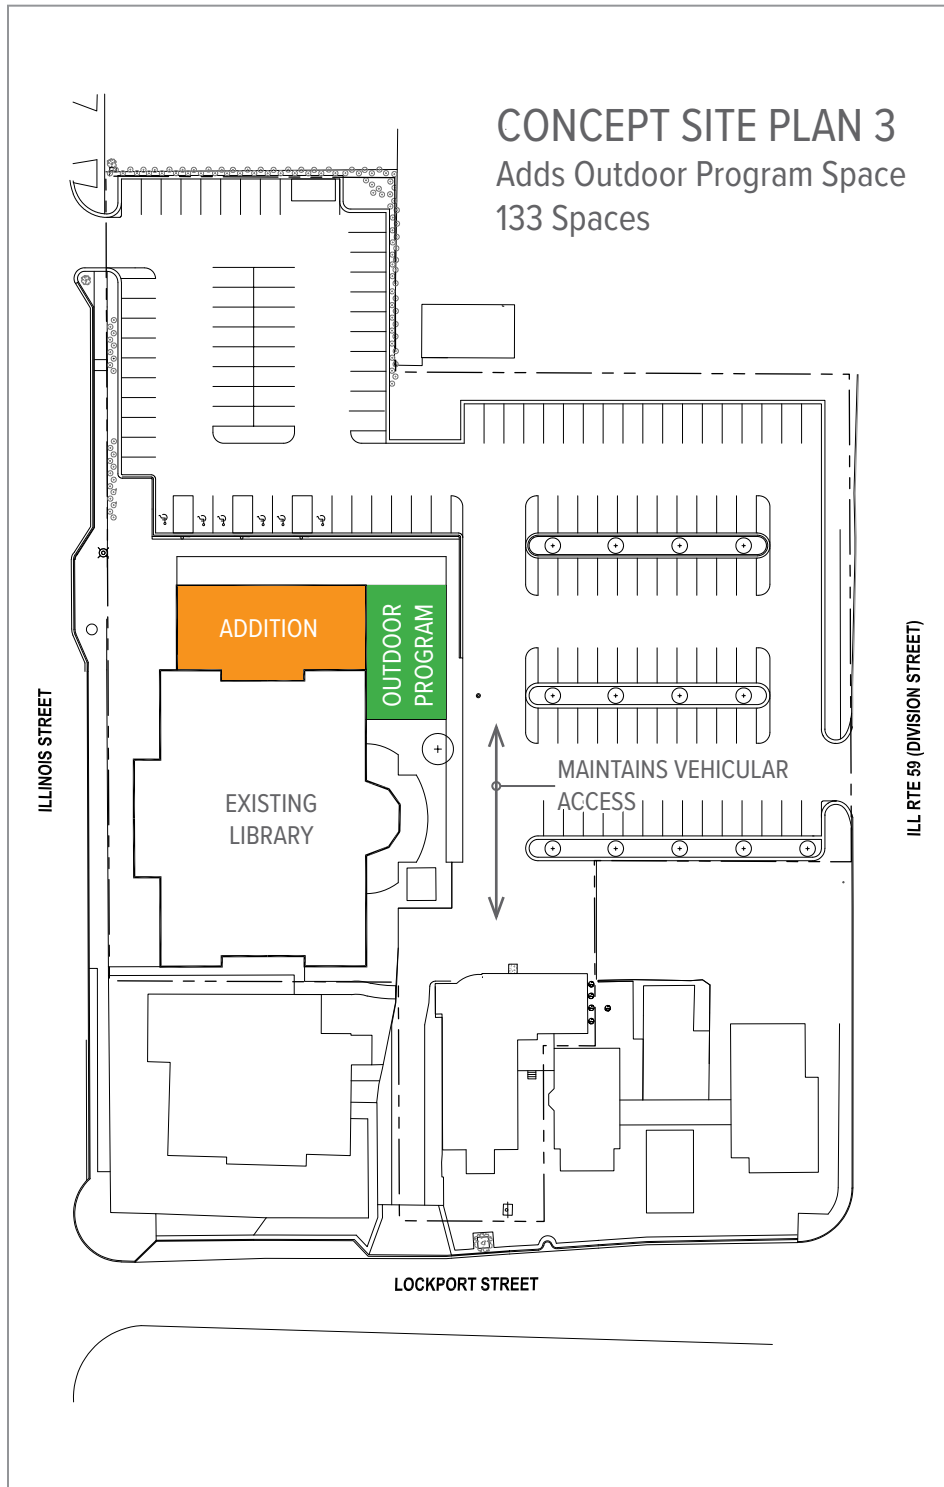 CONCEPT SITE PLAN 3
Adds Outdoor Program Space
133 Spaces
ADDITION
OUTDOOR
PROGRAM
EXISTING
LIBRARY
MAINTAINS VEHICULAR
ACCESS
ILLINOIS STREET
ILL RTE 59 (DIVISION STREET)
LOCKPORT STREET